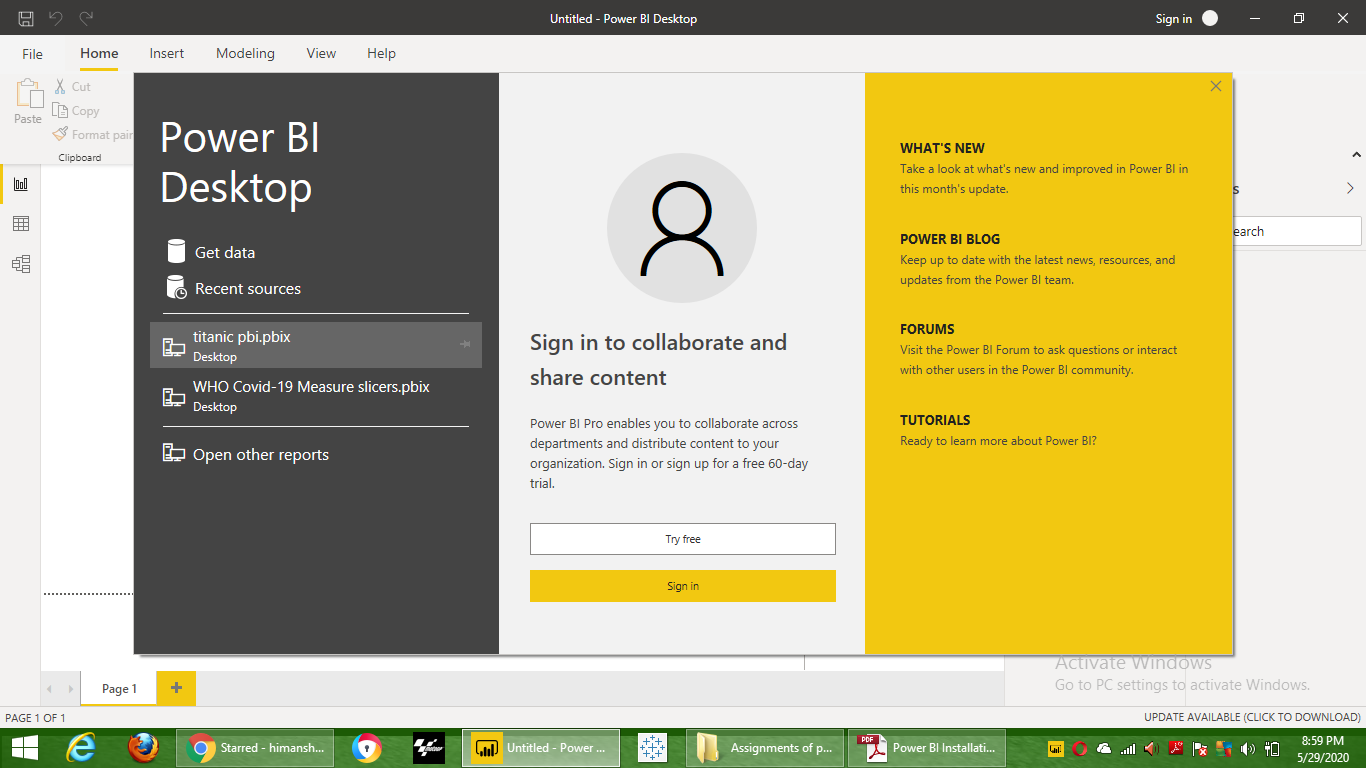 Untitled - Power BI Desktop
Sign in
File
Home
Insert
Modeling
View
Help
Paste
Cut
Copy
Format pain
Clipboard
Power BI
Desktop
Get data
Recent sources
titanic pbi.pbix
Desktop
WHO Covid-19 Measure slicers.pbix
Desktop
Open other reports
Sign in to collaborate and
share content
Power BI Pro enables you to collaborate across
departments and distribute content to your
organization. Sign in or sign up for a free 60-day
trial.
Try free
Sign in
WHAT'S NEW
Take a look at what's new and improved in Power BI in
this month's update.
POWER BI BLOG
Keep up to date with the latest news, resources, and
updates from the Power BI team.
FORUMS
Visit the Power BI Forum to ask questions or interact
with other users in the Power BI community.
TUTORIALS
Ready to learn more about Power BI?
s
earch
Activate Windows
Go to PC settings to activate Windows.
Page 1
PAGE 1 OF 1
UPDATE AVAILABLE (CLICK TO DOWNLOAD)
Starred - himansh...
Untitled - Power ...
Assignments of p...
PDF
Power BI Installati...
8:59 PM
5/29/2020